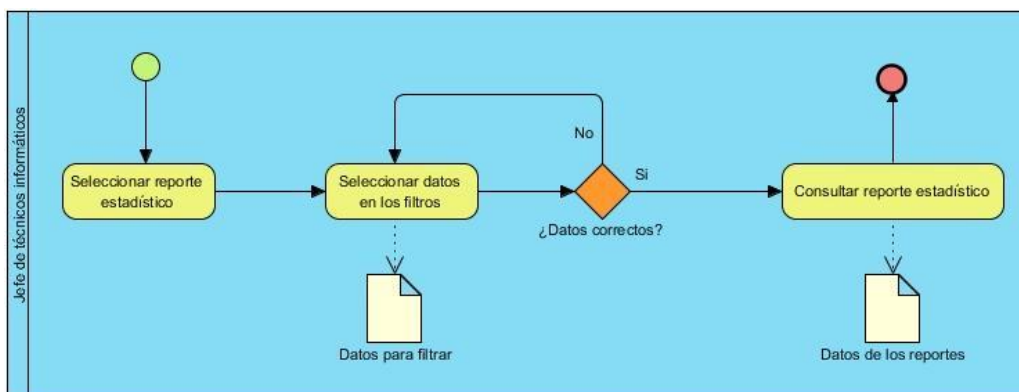 Jefe de técnicos informáticos
Seleccionar reporte
estadístico
Seleccionar datos
en los filtros
No
Si
¿Datos correctos?
Consultar reporte estadístico
Datos para filtrar
Datos de los reportes